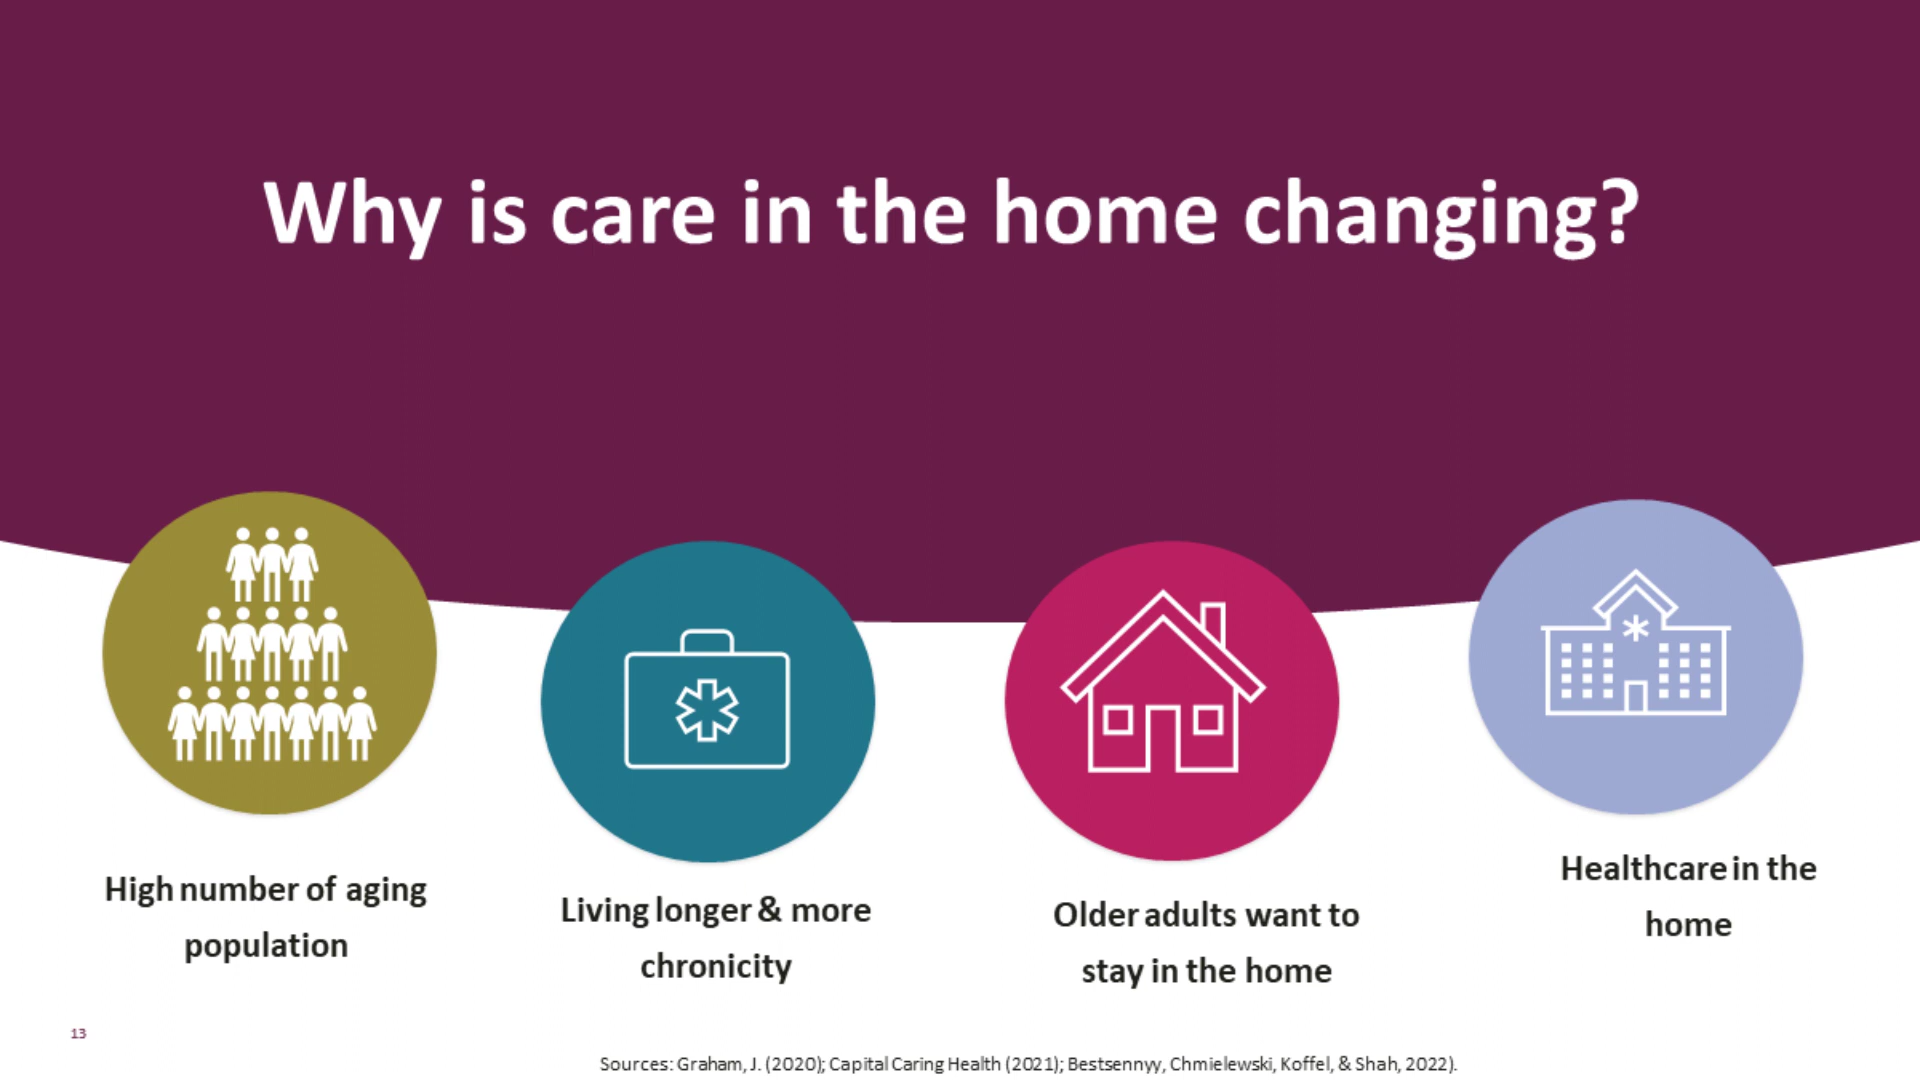 Why is care in the home changing?
High number of aging
population
Living longer & more
chronicity
Older adults want to
stay in the home
Healthcare in the
home
13
Sources: Graham, J. (2020); Capital Caring Health (2021); Bestsennyy, Chmielewski, Koffel, & Shah, 2022).